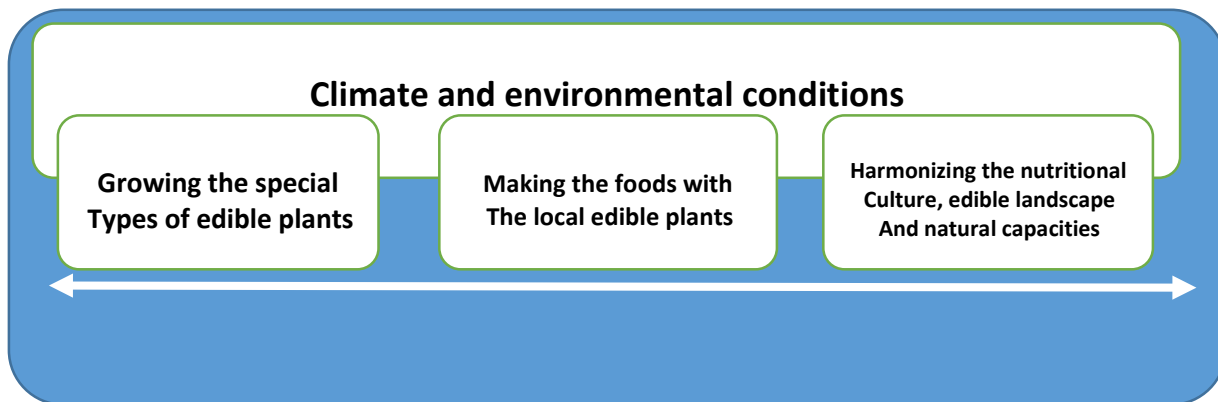 Climate and environmental conditions
Growing the special
Types of edible plants
Making the foods with
The local edible plants
Harmonizing the nutritional
Culture, edible landscape
And natural capacities